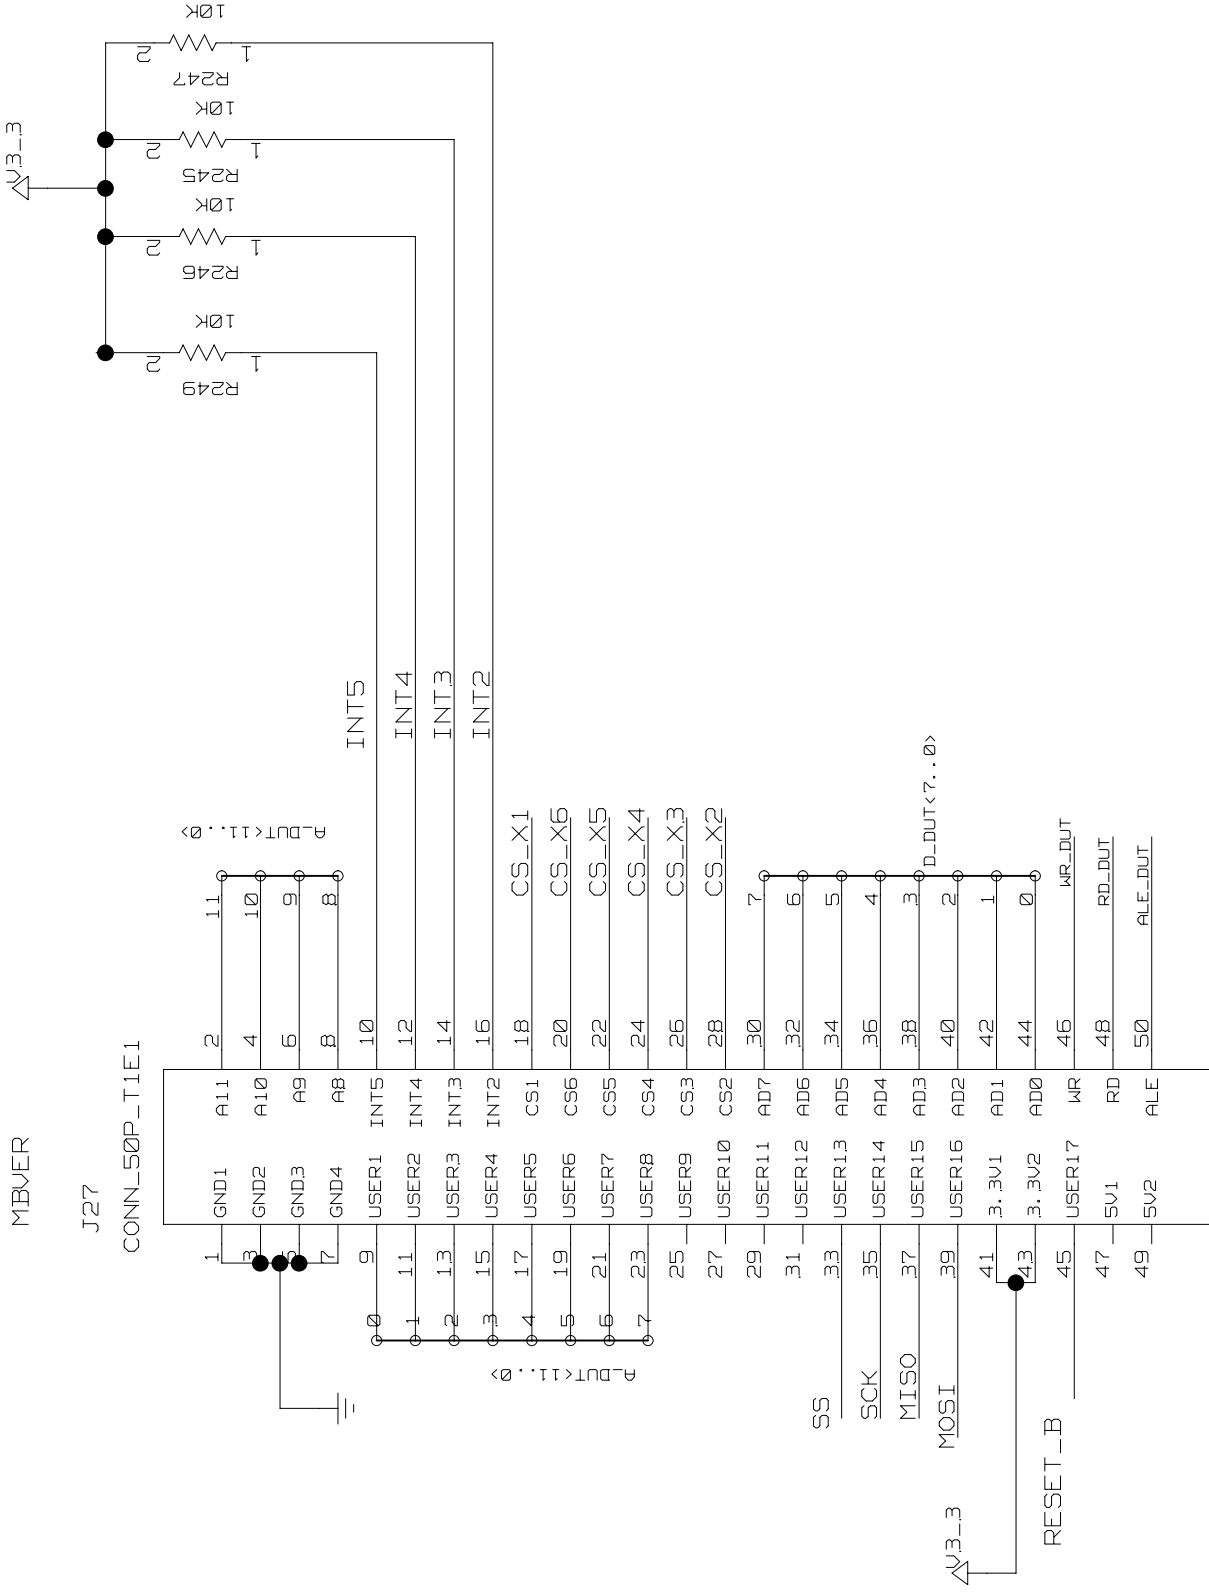 MBVER
J27
CONN_50P_T1E1
V3_3
10K
2 1
R247
10K
2 1
R245
10K
2 1
R246
10K
2 1
R249
INT5
INT4
INT3
INT2
A_DUT<11..0>
11
10
9
8
CS_X1
CS_X6
CS_X5
CS_X4
CS_X3
CS_X2
D_DUT<7..0>
7
6
5
4
3
2
1
0
WR_DUT
RD_DUT
ALE_DUT
1 GND1 A11 2
3 GND2 A10 4
5 GND3 A9 6
7 GND4 A8 8
9 USER1 INT5 10
11 USER2 INT4 12
13 USER3 INT3 14
15 USER4 INT2 16
17 USER5 CS1 18
19 USER6 CS6 20
21 USER7 CS5 22
23 USER8 CS4 24
25 USER9 CS3 26
27 USER10 CS2 28
29 USER11 AD7 30
31 USER12 AD6 32
33 USER13 AD5 34
35 USER14 AD4 36
37 USER15 AD3 38
39 USER16 AD2 40
41 3.3V1 AD1 42
43 3.3V2 AD0 44
45 USER17 WR 46
47 5V1 RD 48
49 5V2 ALE 50
0
1
2
3
4
5
6
7
A_DUT<11..0>
SS
SCK
MISO
MOSI
RESET_B
V3_3